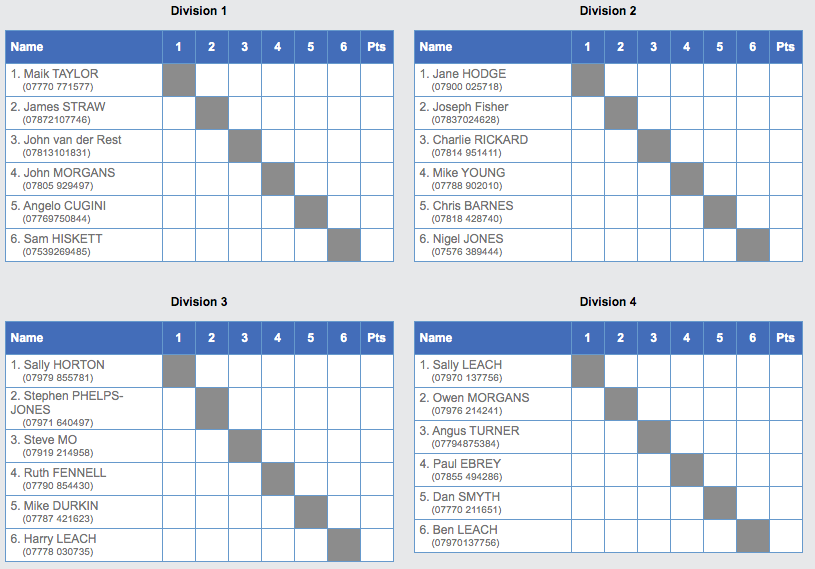 Division 1
Name 1 2 3 4 5 6 Pts
1. Maik TAYLOR
(07770 771577)
2. James STRAW
(07872107746)
3. John van der Rest
(07813101831)
4. John MORGANS
(07805 929497)
5. Angelo CUGINI
(07769750844)
6. Sam HISKETT
(07539269485)
Division 2
Name 1 2 3 4 5 6 Pts
1. Jane HODGE
(07900 025718)
2. Joseph Fisher
(07837024628)
3. Charlie RICKARD
(07814 951411)
4. Mike YOUNG
(07788 902010)
5. Chris BARNES
(07818 428740)
6. Nigel JONES
(07576 389444)
Division 3
Name 1 2 3 4 5 6 Pts
1. Sally HORTON
(07979 855781)
2. Stephen PHELPS-
JONES
(07971 640497)
3. Steve MO
(07919 214958)
4. Ruth FENNELL
(07790 854430)
5. Mike DURKIN
(07787 421623)
6. Harry LEACH
(07778 030735)
Division 4
Name 1 2 3 4 5 6 Pts
1. Sally LEACH
(07970 137756)
2. Owen MORGANS
(07976 214241)
3. Angus TURNER
(07794875384)
4. Paul EBREY
(07855 494286)
5. Dan SMYTH
(07770 211651)
6. Ben LEACH
(07970137756)